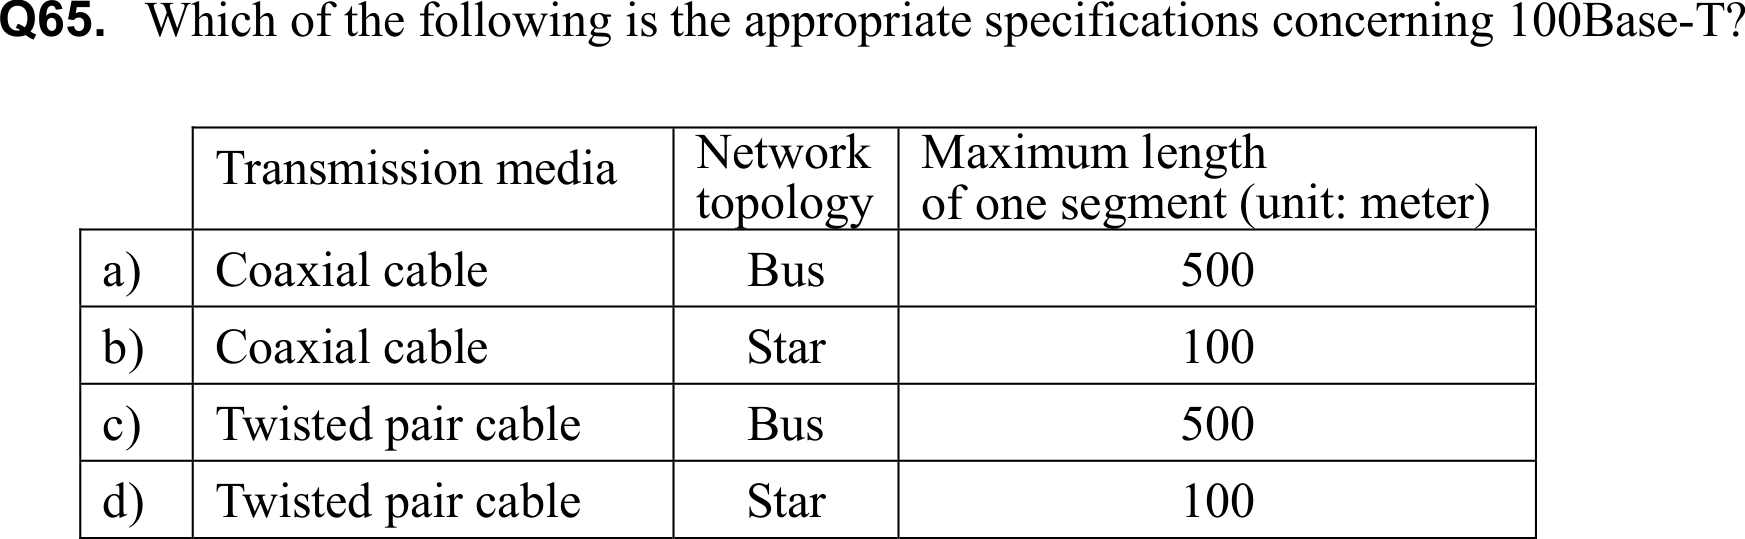 Q65. Which of the following is the appropriate specifications concerning 100Base-T?
Transmission media Network topology Maximum length of one segment (unit: meter)
a) Coaxial cable Bus 500
b) Coaxial cable Star 100
c) Twisted pair cable Bus 500
d) Twisted pair cable Star 100